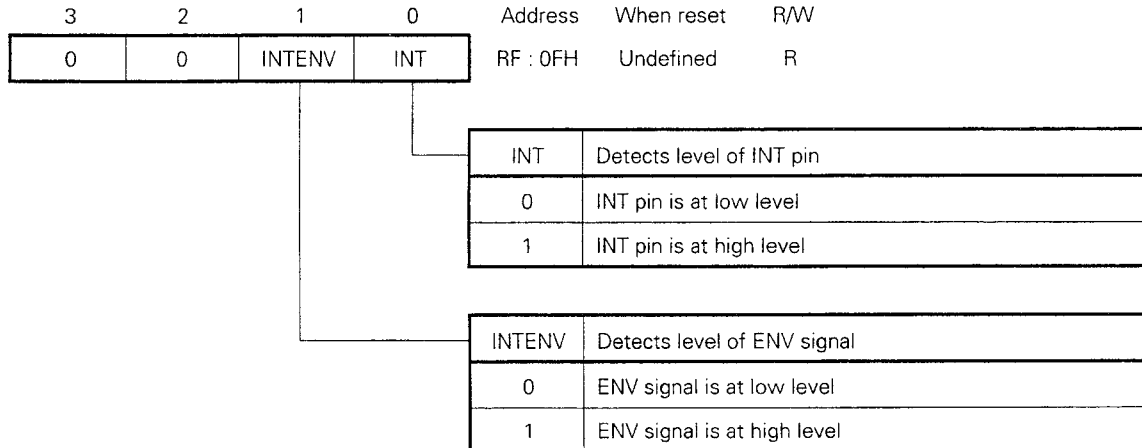 3 2 1 0 Address When reset R/W
0 0 INTENV INT RF : 0FH Undefined R
INT Detects level of INT pin
0 INT pin is at low level
1 INT pin is at high level
INTENV Detects level of ENV signal
0 ENV signal is at low level
1 ENV signal is at high level